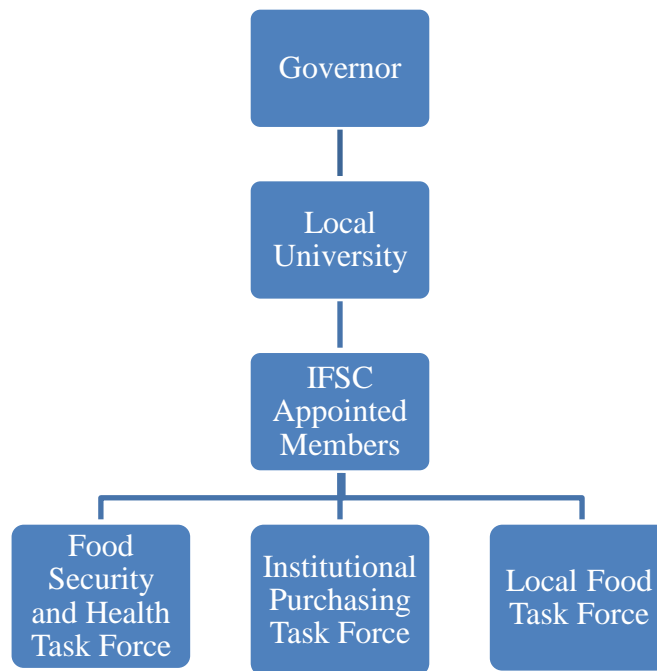 Governor
Local
University
IFSC
Appointed
Members
Food
Security
and Health
Task Force
Institutional
Purchasing
Task Force
Local Food
Task Force